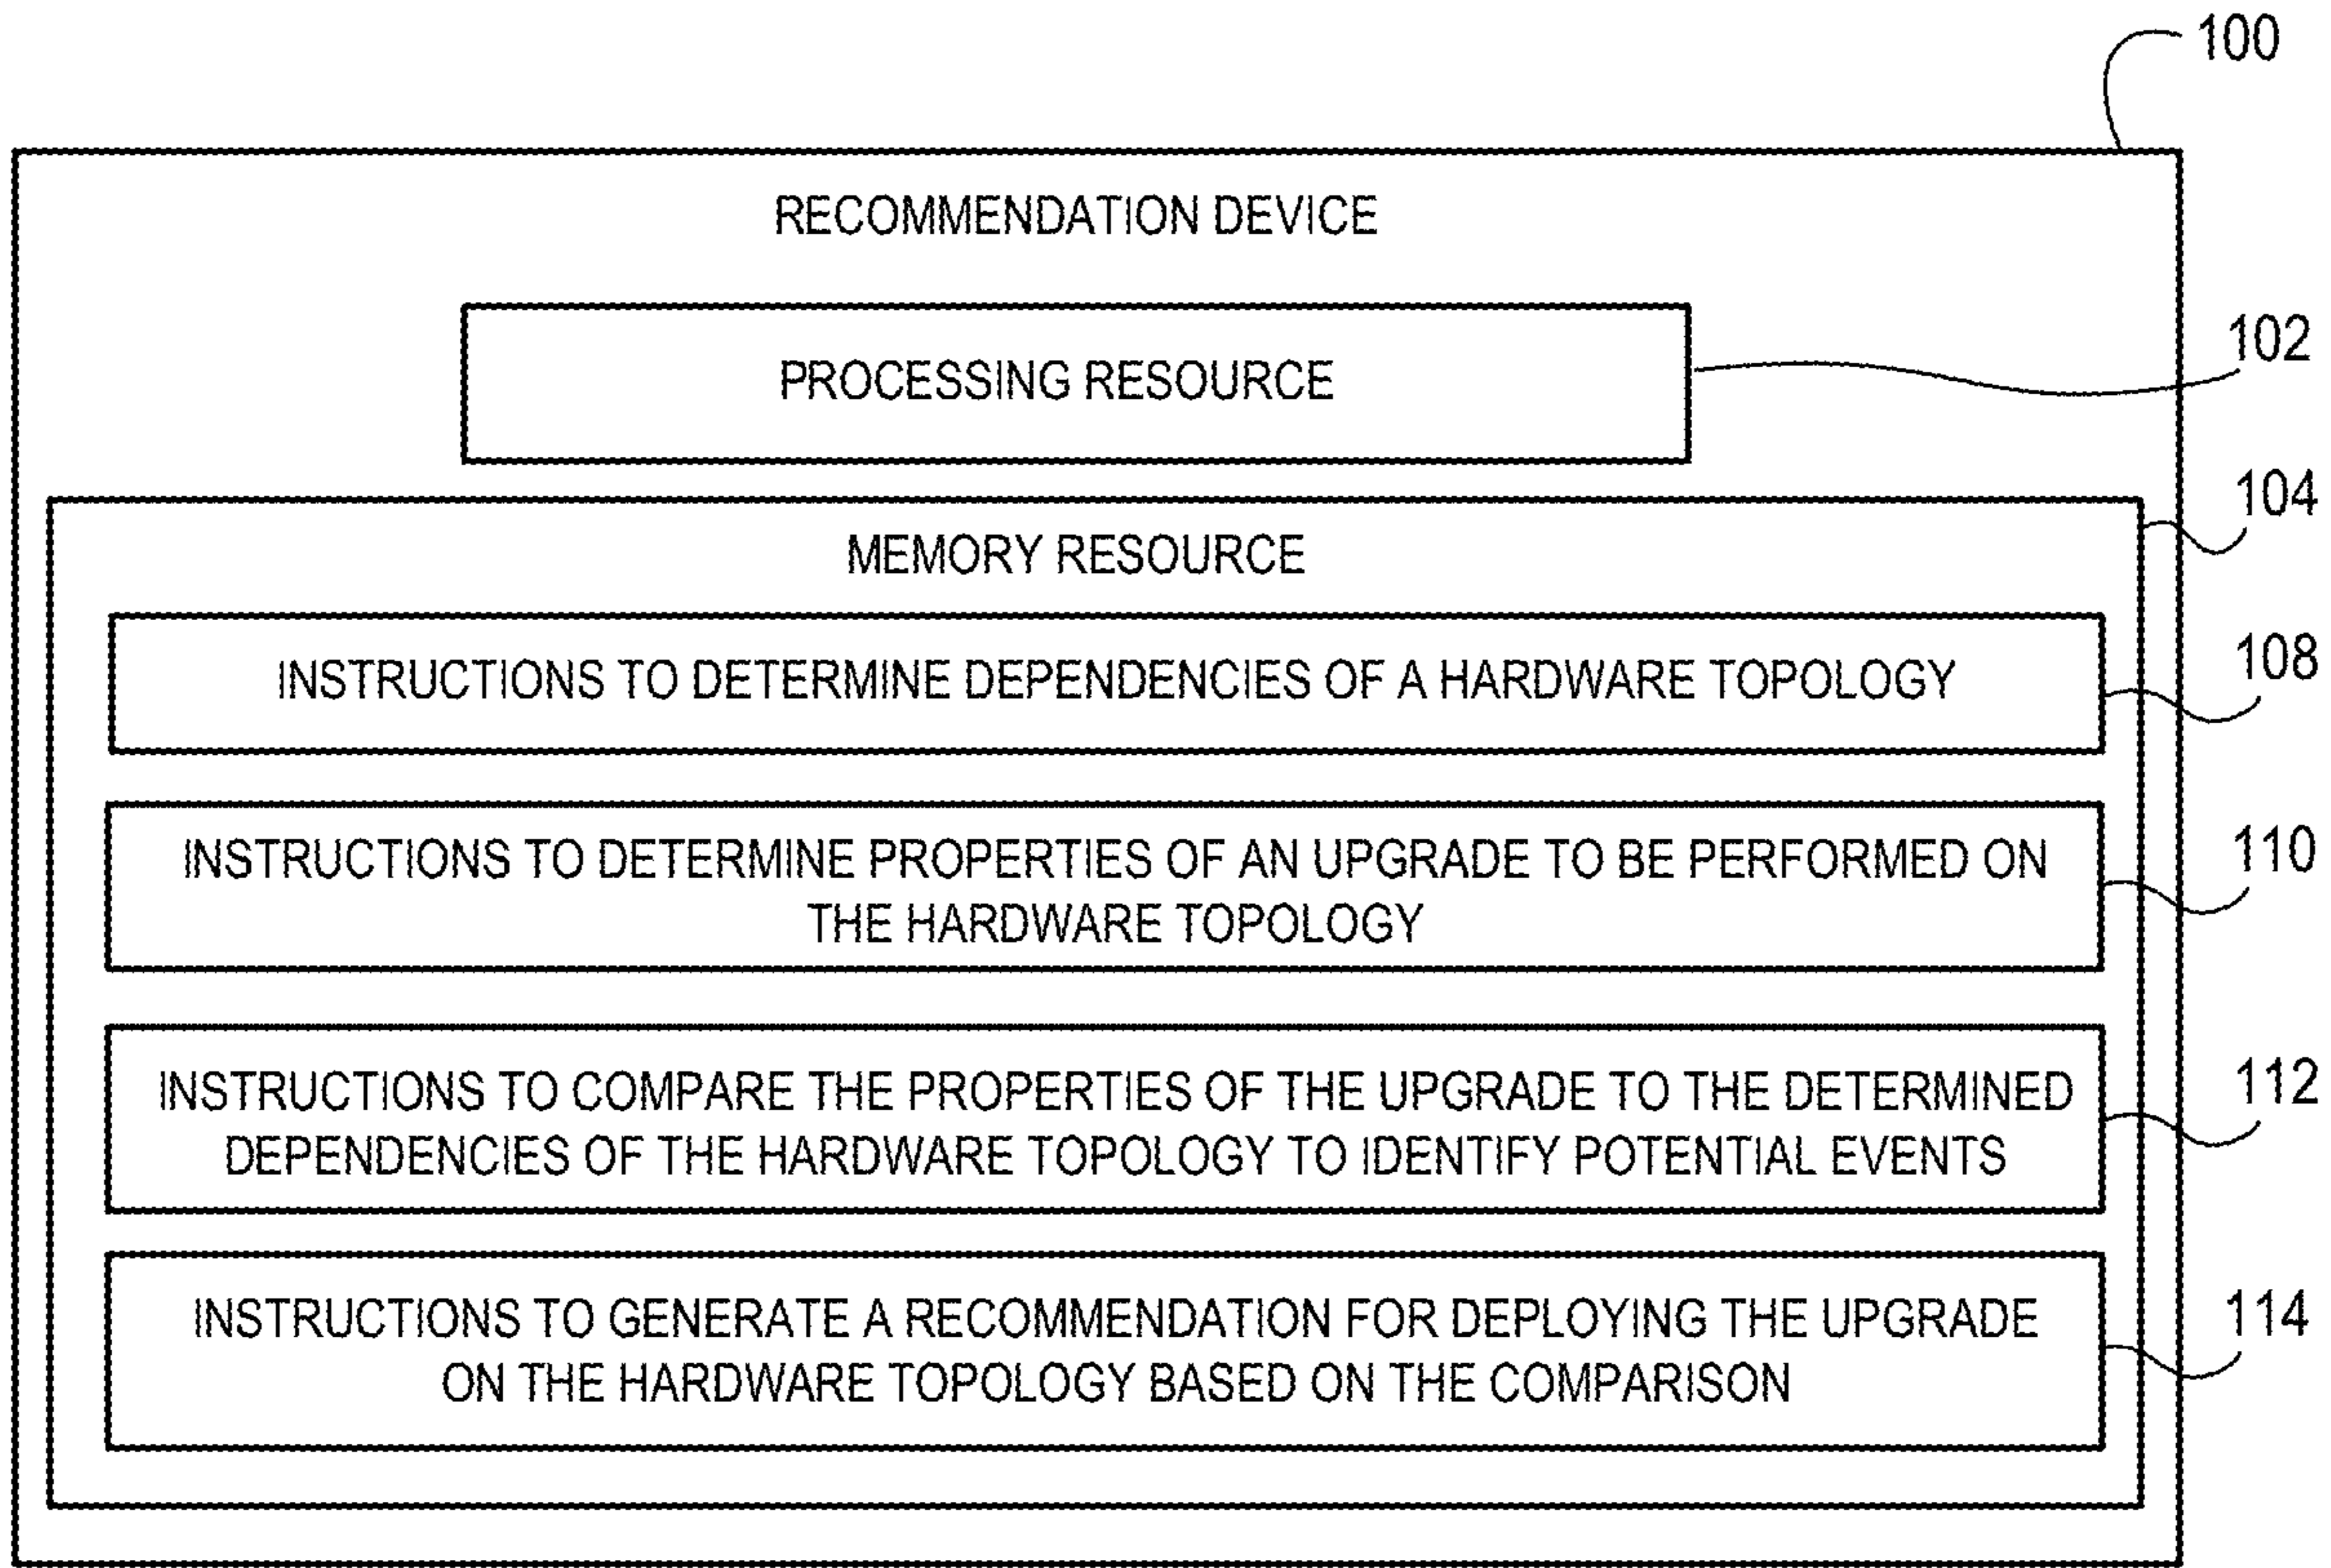 100
RECOMMENDATION DEVICE
PROCESSING RESOURCE
102
104
MEMORY RESOURCE
INSTRUCTIONS TO DETERMINE DEPENDENCIES OF A HARDWARE TOPOLOGY
108
INSTRUCTIONS TO DETERMINE PROPERTIES OF AN UPGRADE TO BE PERFORMED ON
THE HARDWARE TOPOLOGY
110
INSTRUCTIONS TO COMPARE THE PROPERTIES OF THE UPGRADE TO THE DETERMINED
DEPENDENCIES OF THE HARDWARE TOPOLOGY TO IDENTIFY POTENTIAL EVENTS
112
INSTRUCTIONS TO GENERATE A RECOMMENDATION FOR DEPLOYING THE UPGRADE
ON THE HARDWARE TOPOLOGY BASED ON THE COMPARISON
114